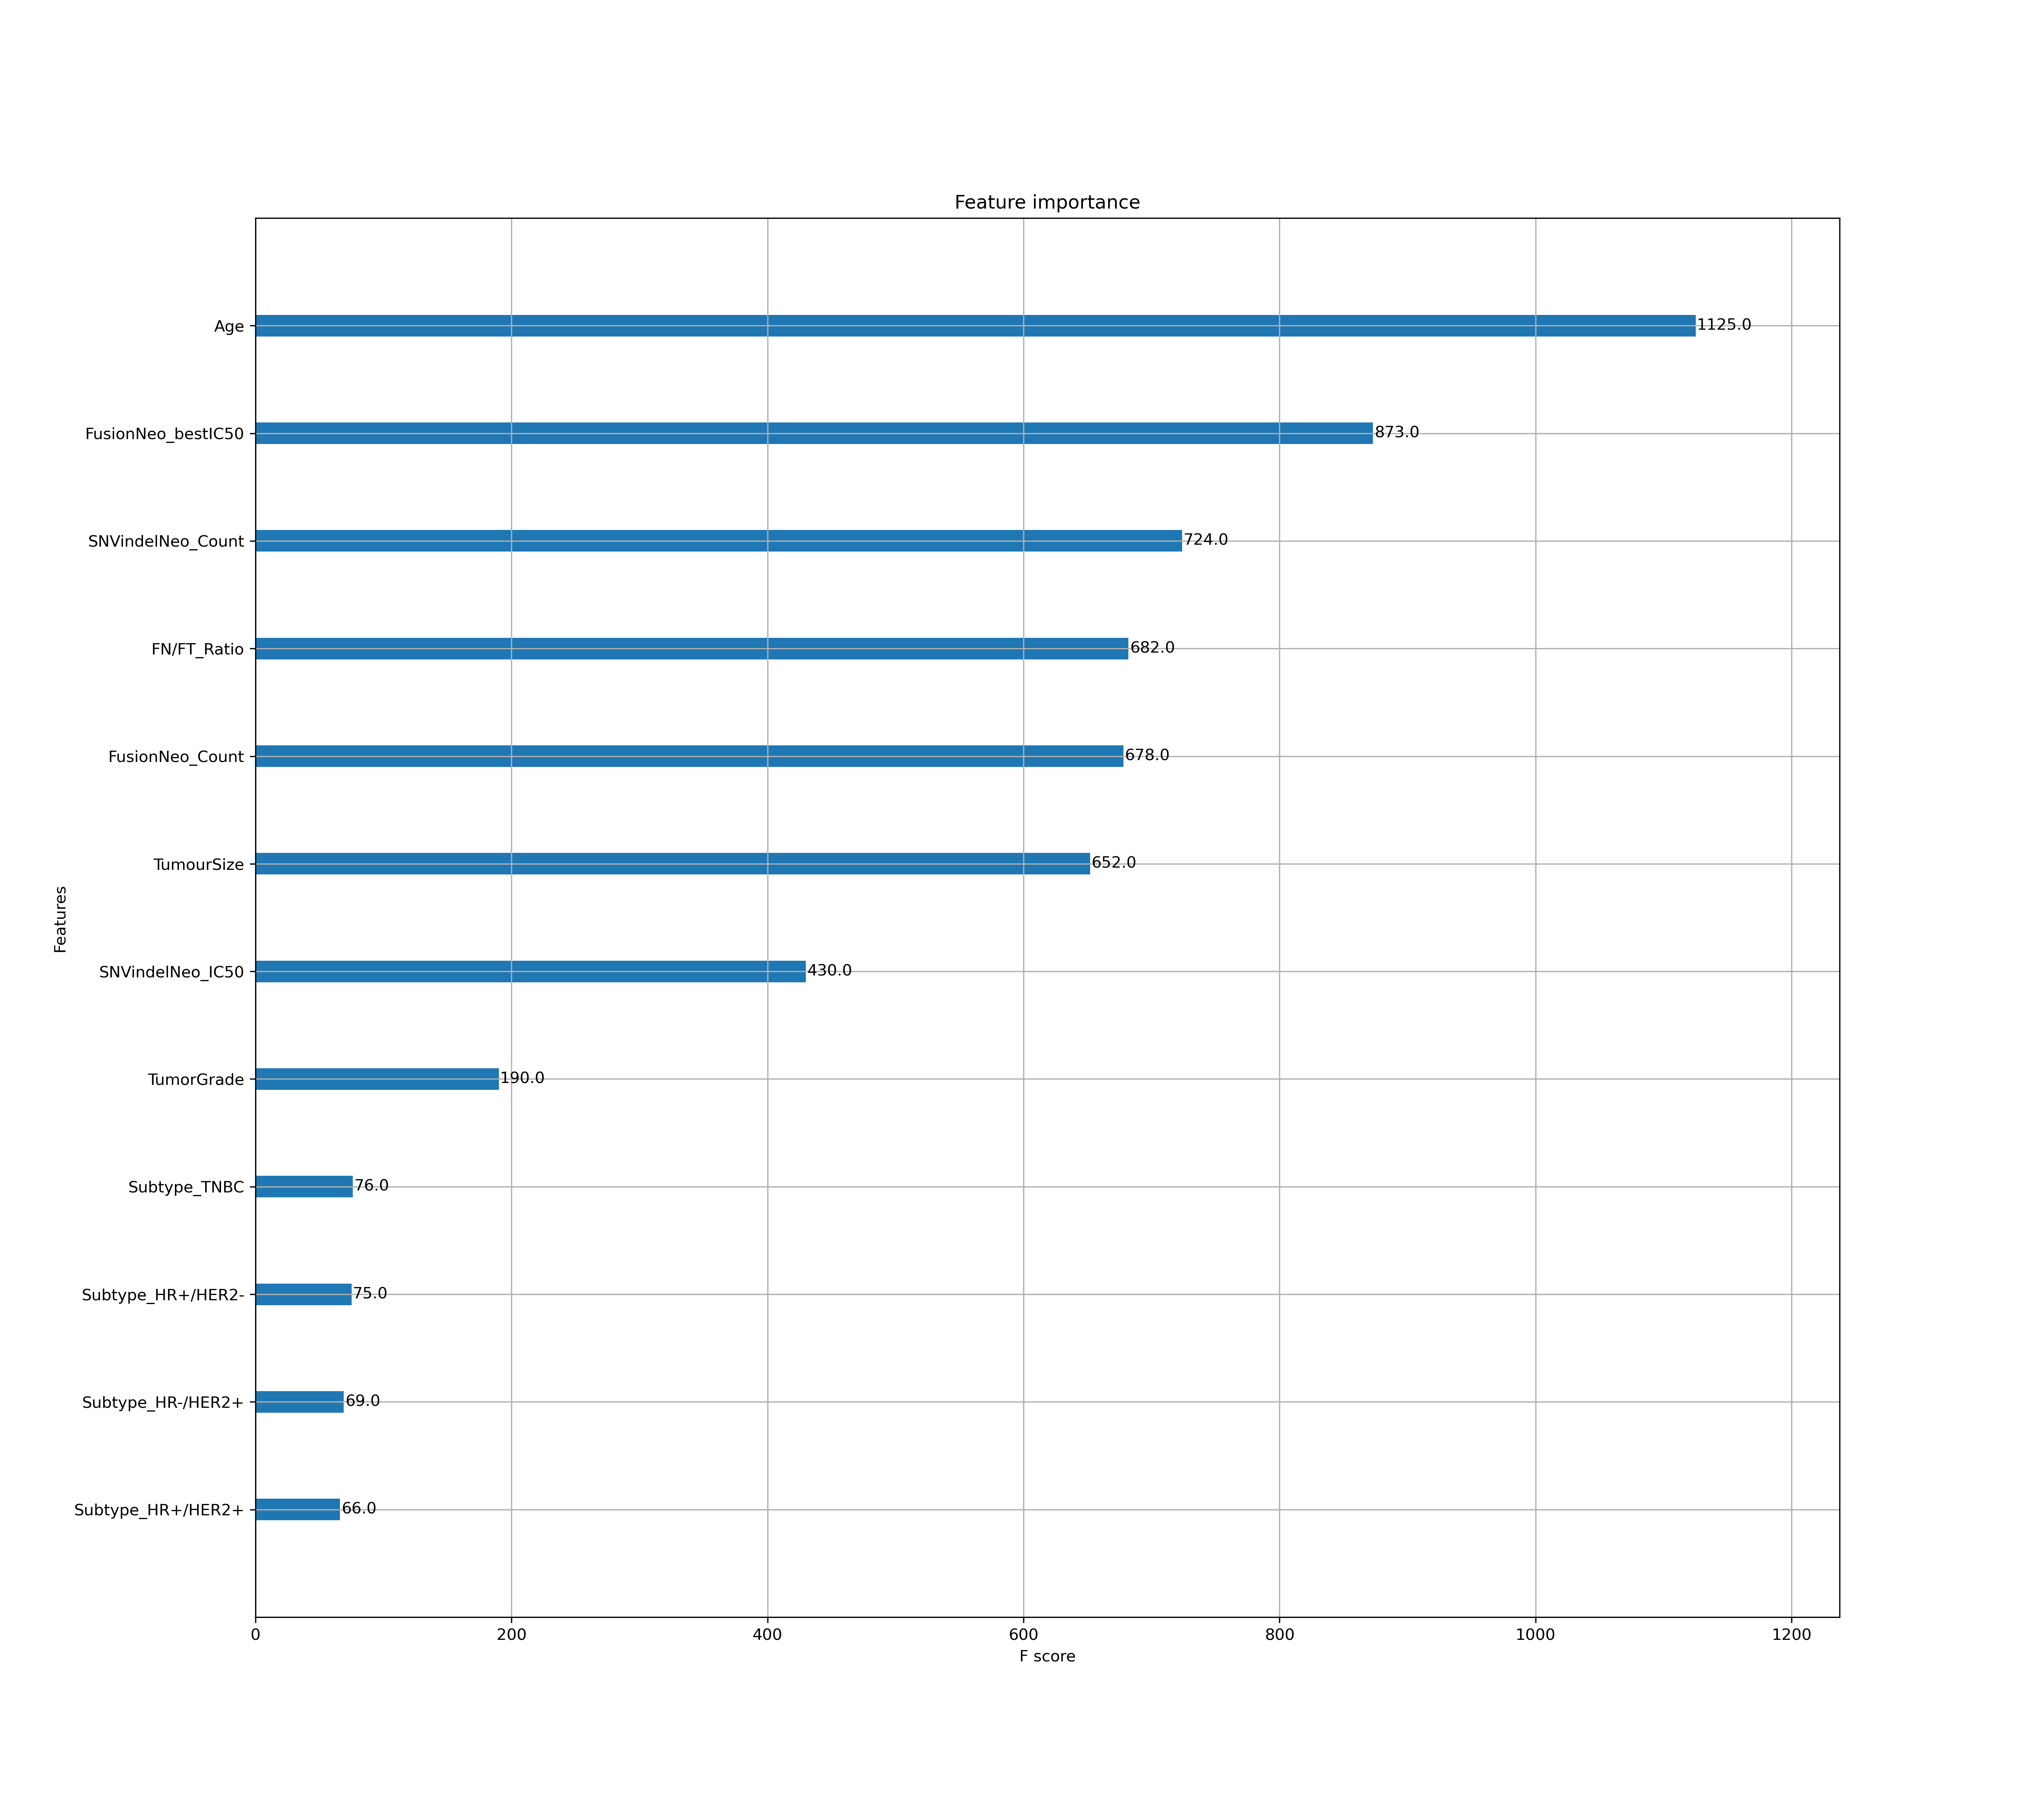 Feature importance
Age
1125.0
FusionNeo_bestIC50
873.0
SNVindelNeo_Count
724.0
FN/FT_Ratio
682.0
FusionNeo_Count
678.0
TumourSize
652.0
Features
SNVindelNeo_IC50
430.0
TumorGrade
190.0
Subtype_TNBC
76.0
Subtype_HR+/HER2-
75.0
Subtype_HR-/HER2+
69.0
Subtype_HR+/HER2+
66.0
0 200 400 600 800 1000 1200
F score